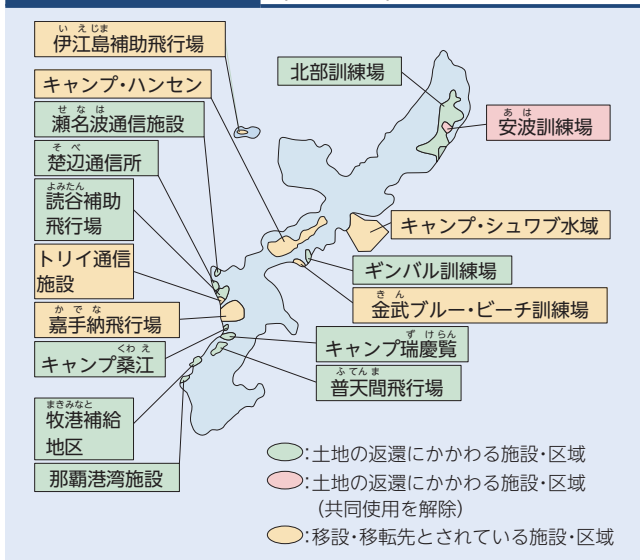 伊江島補助飛行場
いえじま
キャンプ・ハンセン
瀬名波通信施設
せなは
楚辺通信所
そべ
読谷補助
よみたん
飛行場
トリイ通信
施設
嘉手納飛行場
かでな
キャンプ桑江
くわえ
牧港補給
まきみなと
地区
那覇港湾施設
北部訓練場
安波訓練場
あは
キャンプ・シュワブ水域
ギンバル訓練場
金武ブルー・ビーチ訓練場
きん
キャンプ瑞慶覧
ずけらん
普天間飛行場
ふてんま
:土地の返還にかかわる施設・区域
:土地の返還にかかわる施設・区域
(共同使用を解除)
:移設・移転先とされている施設・区域